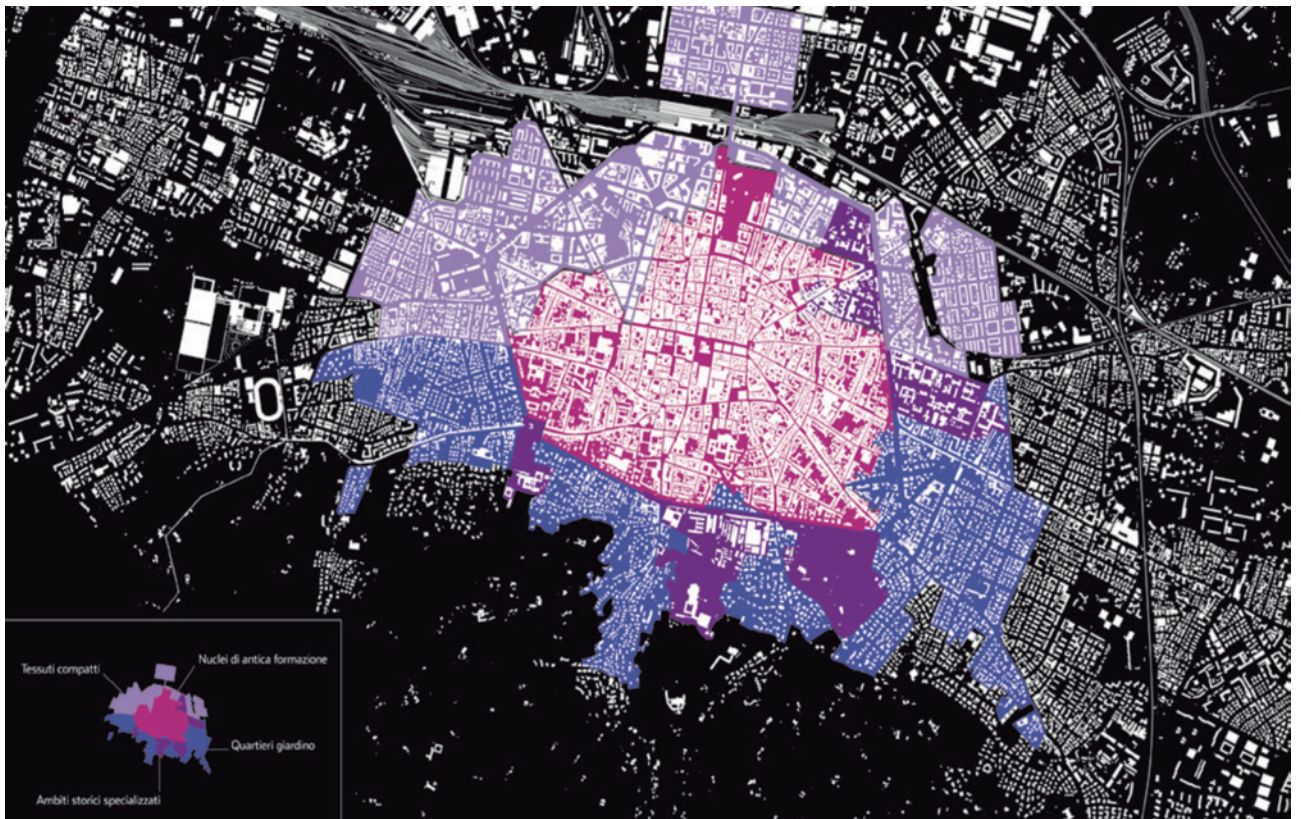 Nuclei di antica formazione
Tessuti compatti
Quartieri giardino
Ambiti storici specializzati